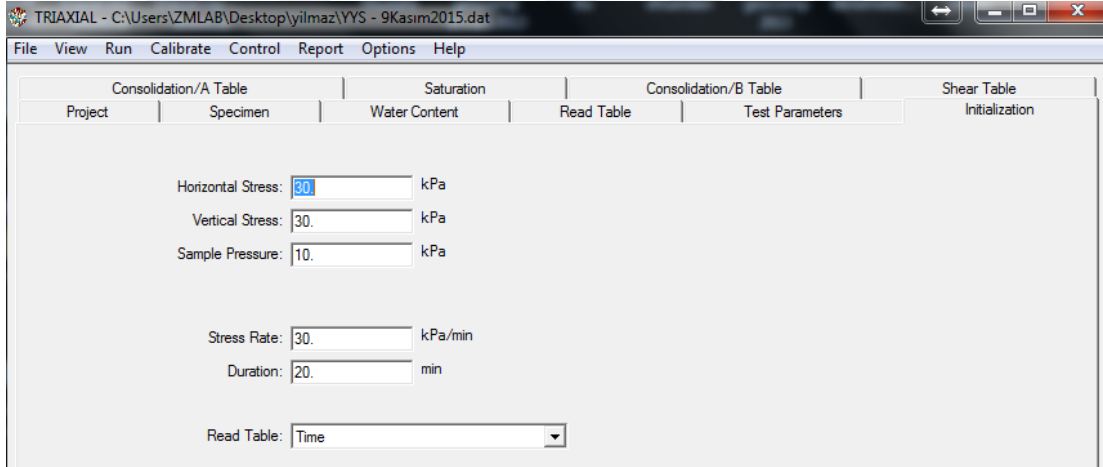 TRIAXIAL - C:\Users\ZMLAB\Desktop\yilmaz\YYS - 9Kasım2015.dat
File View Run Calibrate Control Report Options Help
Consolidation/A Table Saturation Consolidation/B Table Shear Table
Project Specimen Water Content Read Table Test Parameters Initialization
Horizontal Stress: 30. kPa
Vertical Stress: 30. kPa
Sample Pressure: 10. kPa
Stress Rate: 30. kPa/min
Duration: 20. min
Read Table: Time